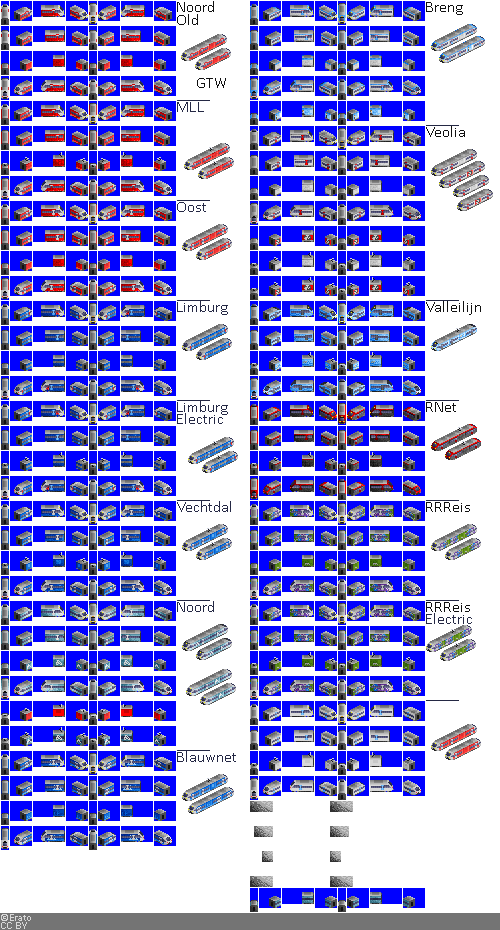 Noord
Old
GTW
MLL
Oost
Limburg
Limburg
Electric
Vechtdal
Noord
Blauwnet
Breng
Veolia
Valleilijn
RNet
RRReis
RRReis
Electric
©Erato
CC BY